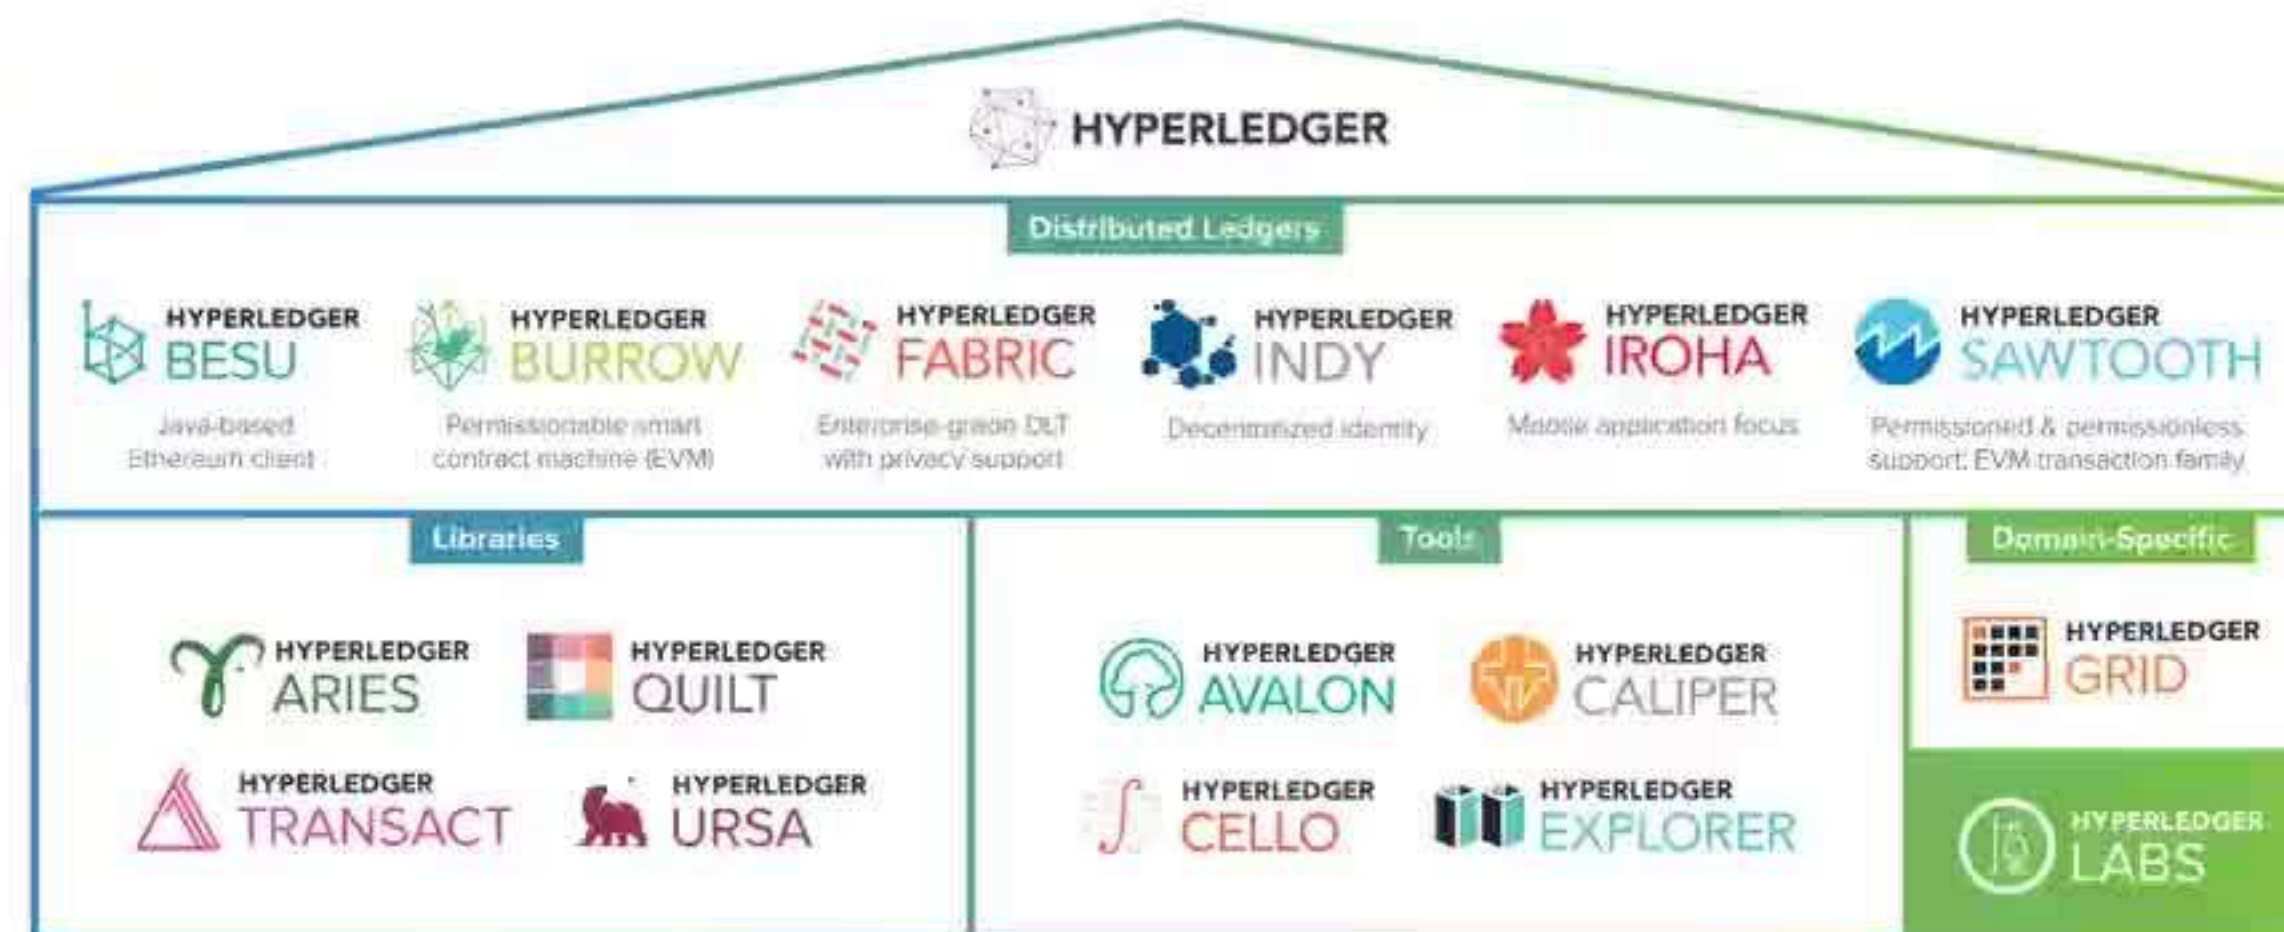 HYPERLEDGER
Distributed Ledgers
HYPERLEDGER
BESU
Java-based
Ethereum client
HYPERLEDGER
BURROW
Permissionable smart
contract machine (EVM)
HYPERLEDGER
FABRIC
Enterprise-grade DLT
with privacy support
HYPERLEDGER
INDY
Decentralized identity
HYPERLEDGER
IROHA
Mobile application focus
HYPERLEDGER
SAWTOOTH
Permissioned & permissionless
support; EVM transaction family
Libraries
HYPERLEDGER
ARIES
HYPERLEDGER
QUILT
HYPERLEDGER
TRANSACT
HYPERLEDGER
URSA
Tools
HYPERLEDGER
AVALON
HYPERLEDGER
CALIPER
HYPERLEDGER
CELLO
HYPERLEDGER
EXPLORER
Domain-Specific
HYPERLEDGER
GRID
HYPERLEDGER
LABS